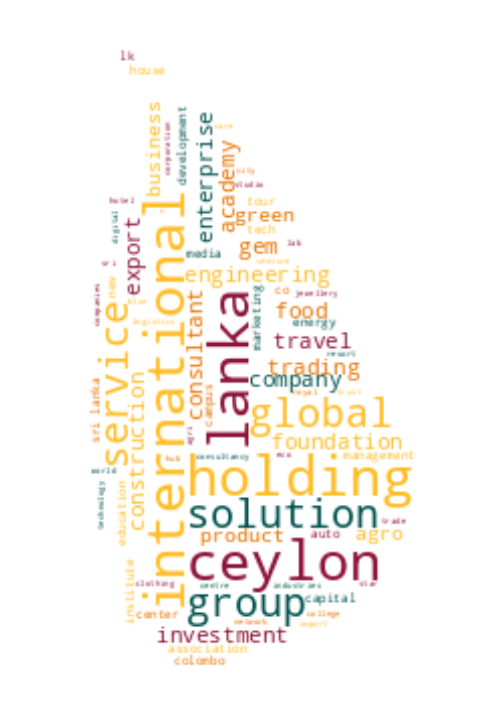 lk
house
business
corporation
development
enterprise
care
academy
city
studio
hotel
tour
green
digital
export
tech
gem
lab
media
venture
international
engineering
sri
new
companies
co
jewellery
blue
lanka
marketing
food
logistics
energy
service
consultant
travel
resort
trading
company
sri lanka
construction
campus
royal
trust
global
agri
foundation
hub
consultancy
eco
management
world
holding
technology
education
solution
trade
product
auto
agro
ceylon
institute
clothing
centre
industries
star
group
capital
center
college
network
import
investment
association
colombo